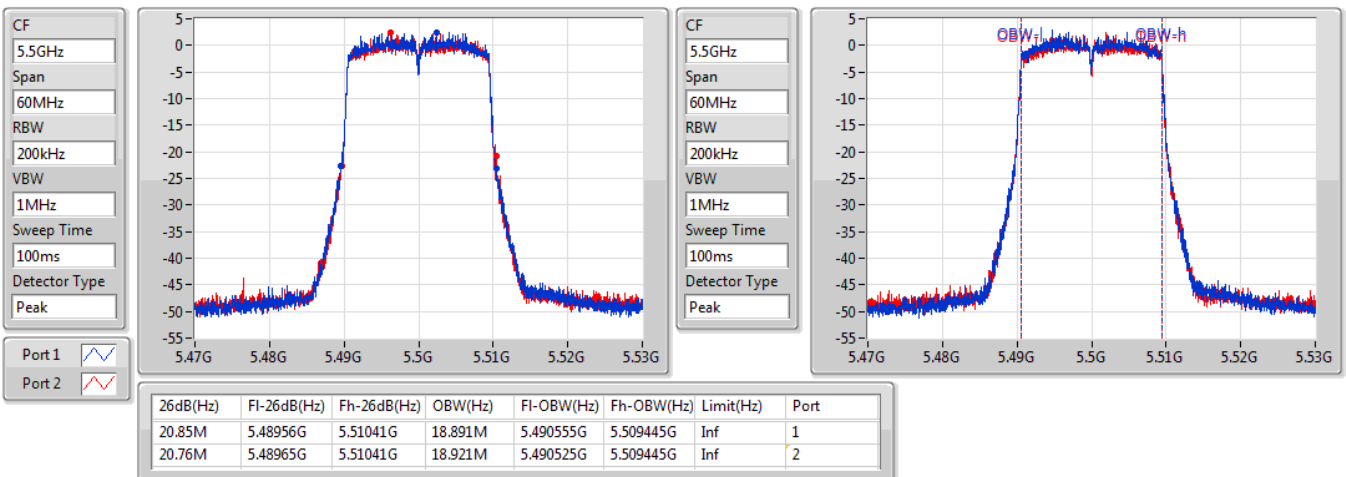 CF
5.5GHz
Span
60MHz
RBW
200kHz
VBW
1MHz
Sweep Time
100ms
Detector Type
Peak
Port 1
Port 2
5
0
-5
-10
-15
-20
-25
-30
-35
-40
-45
-50
-55
5.47G 5.48G 5.49G 5.5G 5.51G 5.52G 5.53G
CF
5.5GHz
Span
60MHz
RBW
200kHz
VBW
1MHz
Sweep Time
100ms
Detector Type
Peak
OBW-l OBW-h
5
0
-5
-10
-15
-20
-25
-30
-35
-40
-45
-50
-55
5.47G 5.48G 5.49G 5.5G 5.51G 5.52G 5.53G
26dB(Hz) Fl-26dB(Hz) Fh-26dB(Hz) OBW(Hz) Fl-OBW(Hz) Fh-OBW(Hz) Limit(Hz) Port
20.85M 5.48956G 5.51041G 18.891M 5.490555G 5.509445G Inf 1
20.76M 5.48965G 5.51041G 18.921M 5.490525G 5.509445G Inf 2